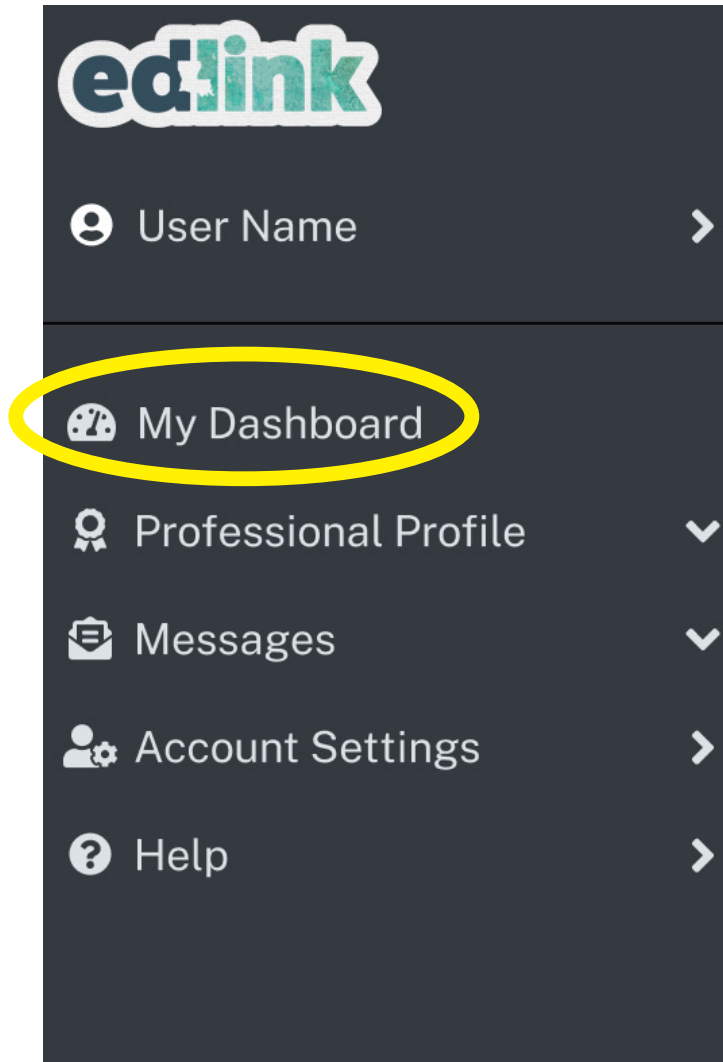 edlink
User Name
My Dashboard
Professional Profile
Messages
Account Settings
Help